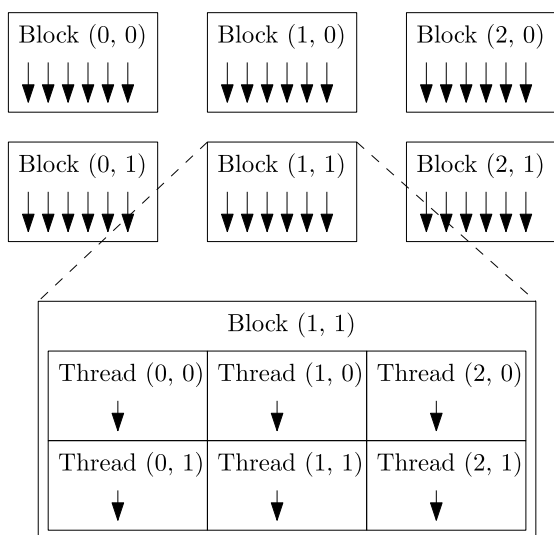 Block (0, 0) Block (1, 0) Block (2, 0)
Block (0, 1) Block (1, 1) Block (2, 1)
Block (1, 1)
Thread (0, 0) Thread (1, 0) Thread (2, 0)
Thread (0, 1) Thread (1, 1) Thread (2, 1)